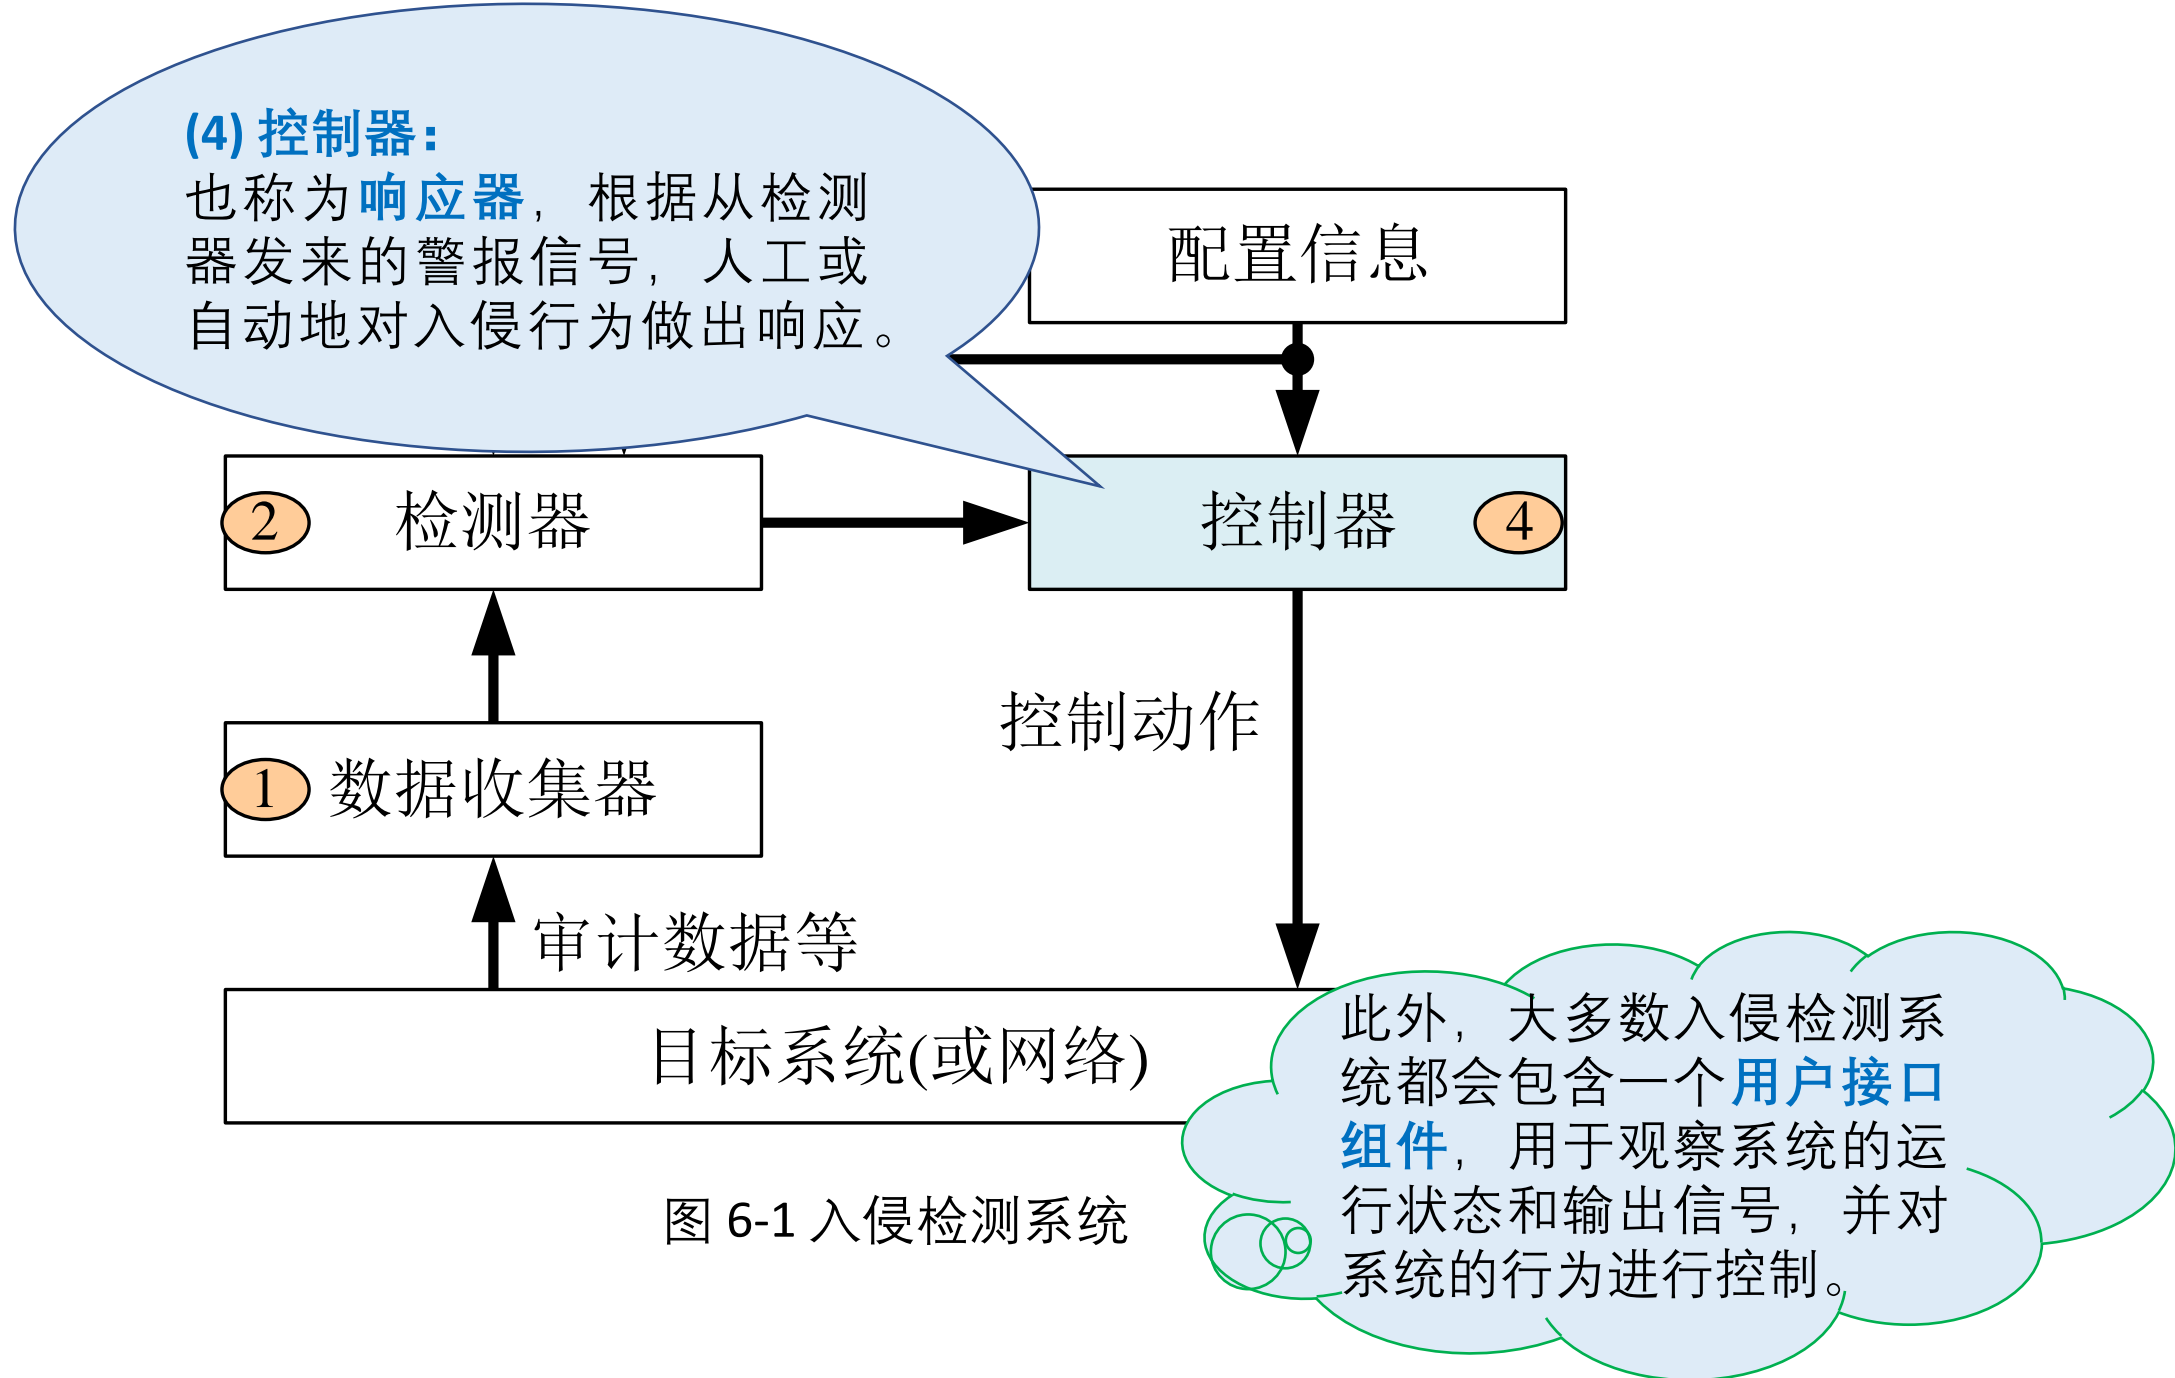 (4) 控制器：
也称为响应器，根据从检测
器发来的警报信号，人工或
自动地对入侵行为做出响应。
配置信息
2
检测器
控制器
4
控制动作
1
数据收集器
审计数据等
目标系统(或网络)
此外，大多数入侵检测系
统都会包含一个用户接口
组件，用于观察系统的运
行状态和输出信号，并对
系统的行为进行控制。
图 6-1 入侵检测系统